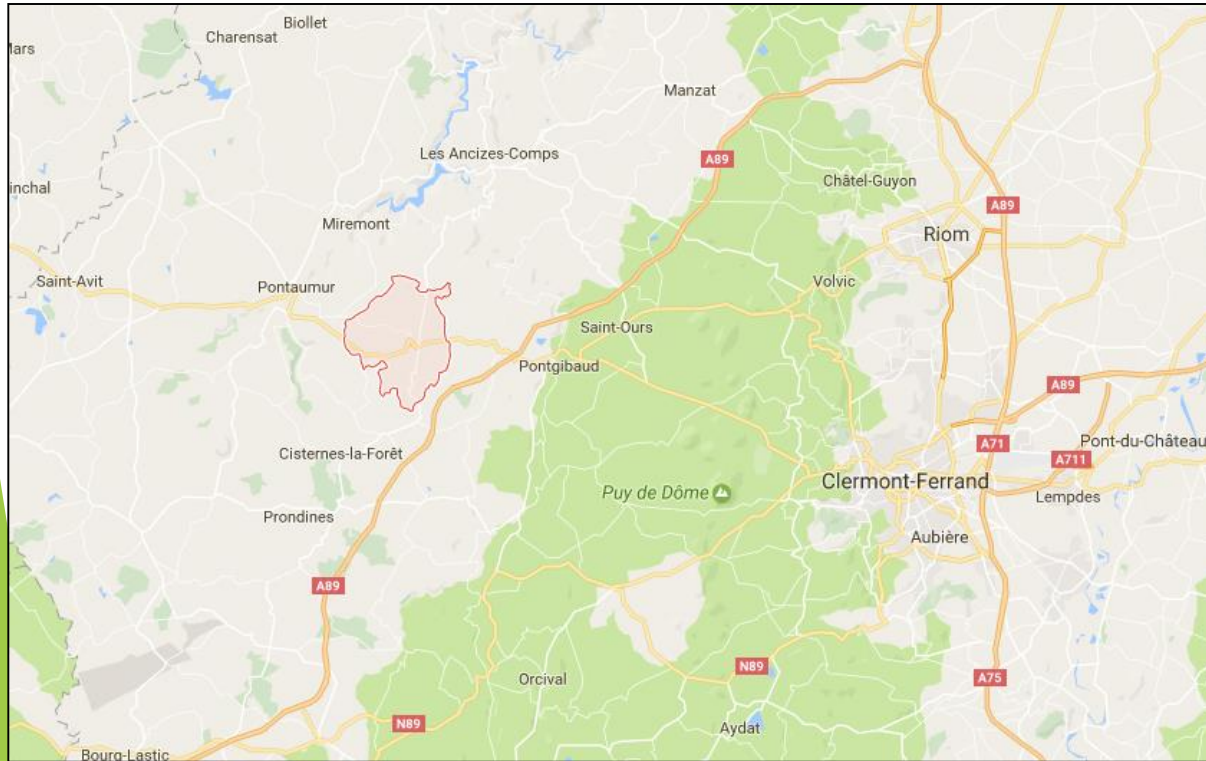 Biollet
Charensat
Mars
Manzat
A89
Les Ancizes-Comps
Châtel-Guyon
inchal
A89
Miremont
Riom
Saint-Avit
Pontaumur
Volvic
Saint-Ours
Pontgibaud
A89
A71
Pont-du-Château
Cisternes-la-Forêt
A711
Clermont-Ferrand
Puy de Dôme
Lempdes
Prondines
Aubière
A89
N89
Orcival
A75
N89
Aydat
Bourg-Lastic